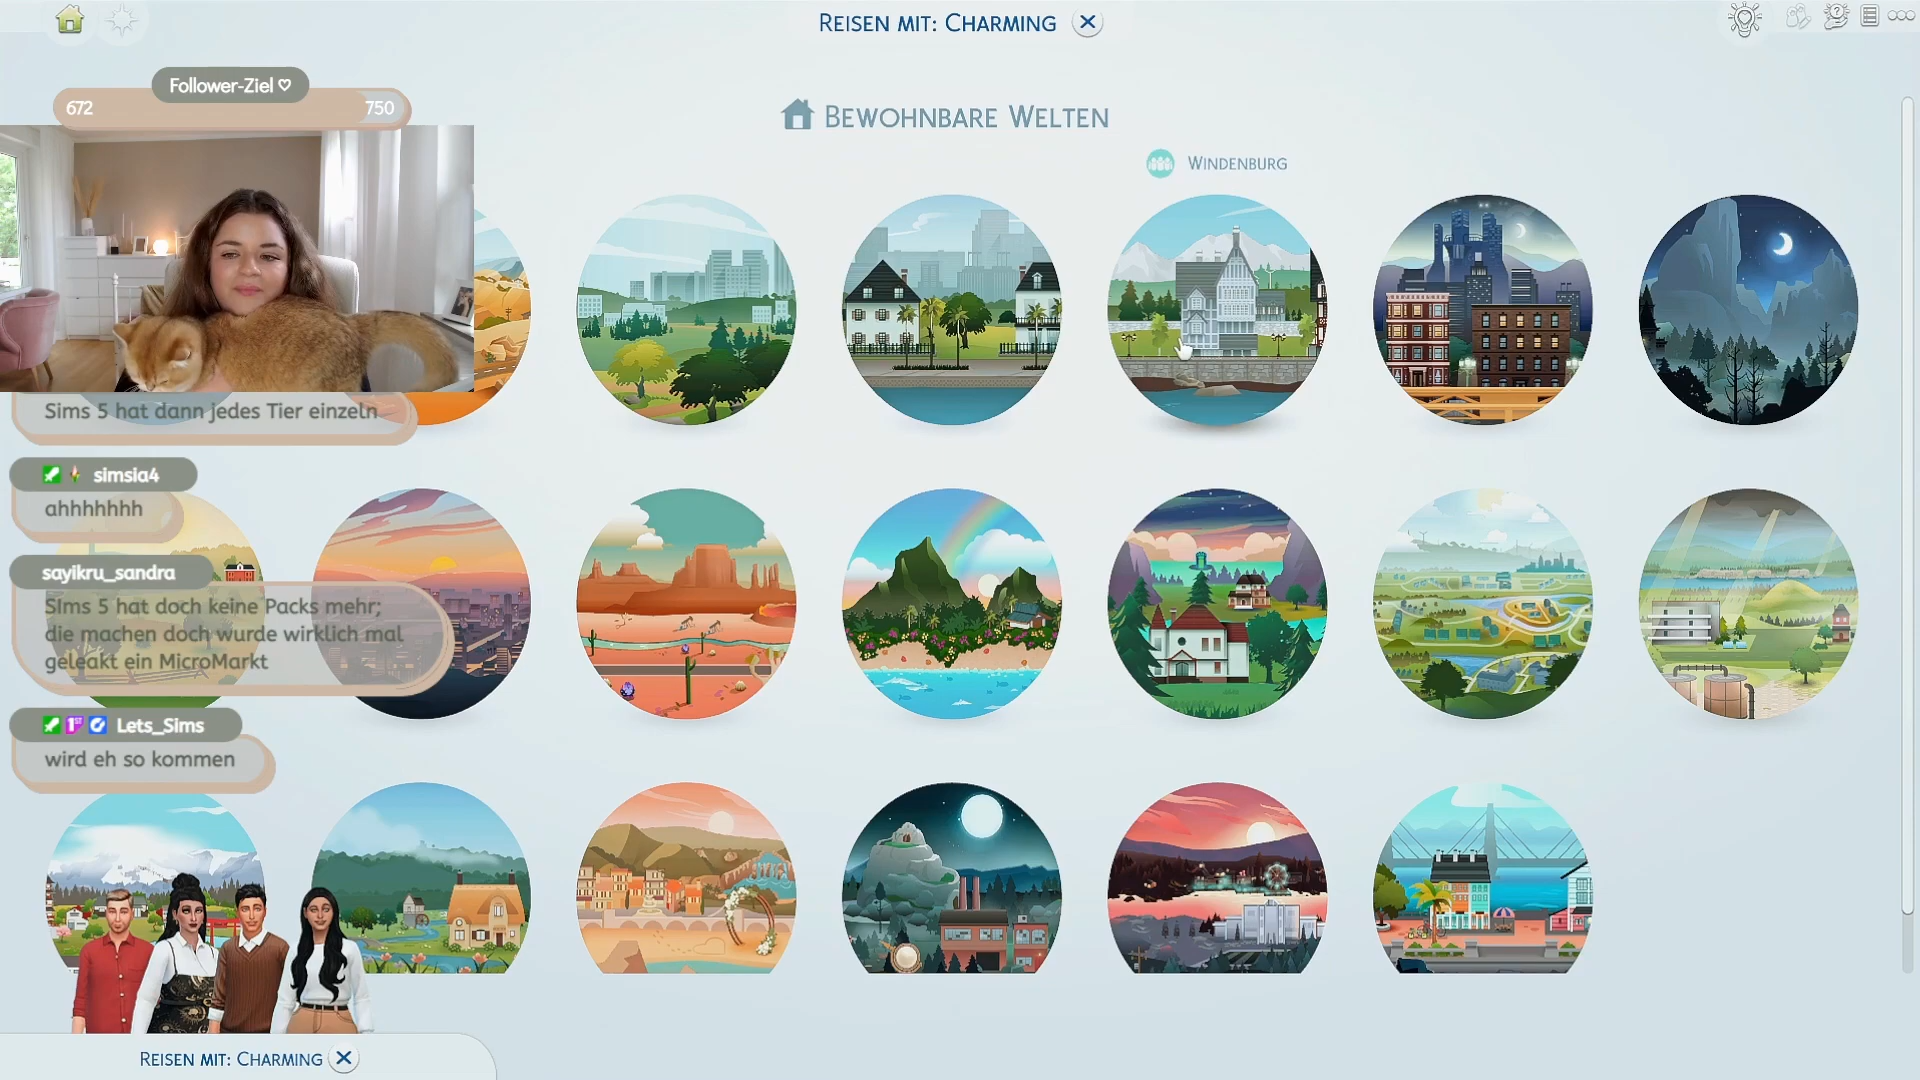 REISEN MIT: CHARMING
Follower-Ziel ♡
672
750
BEWOHNBARE WELTEN
WINDENBURG
Sims 5 hat dann jedes Tier einzeln
simsia4
ahhhhhhh
sayikru_sandra
SIms 5 hat doch keine Packs mehr;
die machen doch wurde wirklich mal
geleakt ein MicroMarkt
1ST Lets_Sims
wird eh so kommen
REISEN MIT: CHARMING